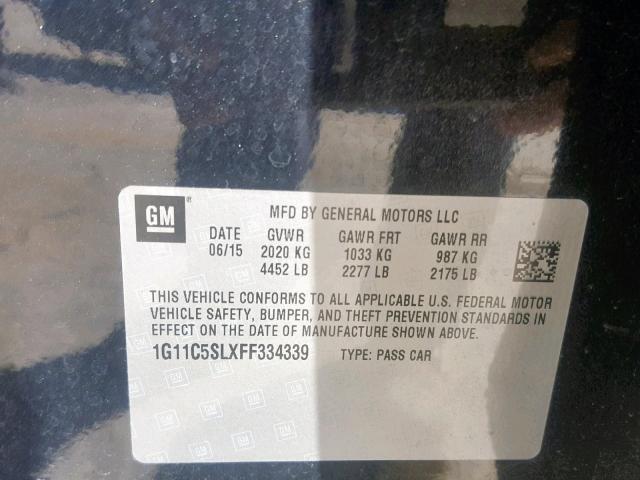 GM
MFD BY GENERAL MOTORS LLC
DATE GVWR GAWR FRT GAWR RR
06/15 2020 KG 1033 KG 987 KG
4452 LB 2277 LB 2175 LB
THIS VEHICLE CONFORMS TO ALL APPLICABLE U.S. FEDERAL MOTOR
VEHICLE SAFETY, BUMPER, AND THEFT PREVENTION STANDARDS IN
EFFECT ON THE DATE OF MANUFACTURE SHOWN ABOVE.
1G11C5SLXFF334339 TYPE: PASS CAR